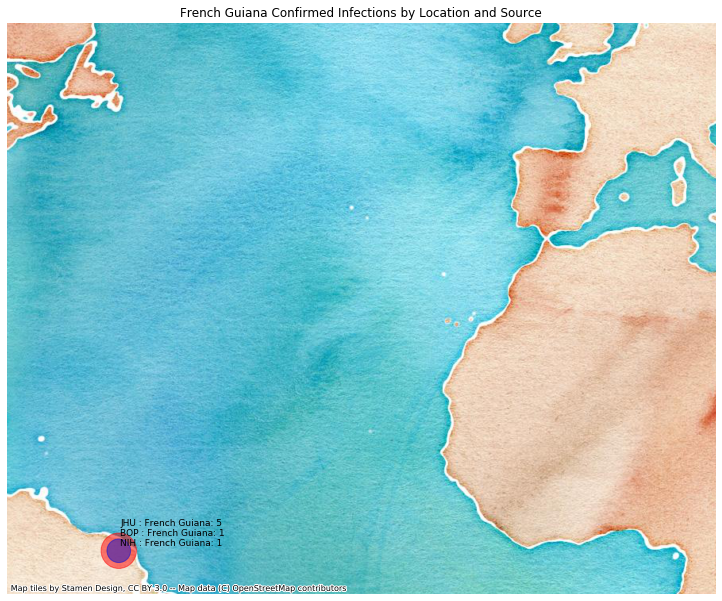 French Guiana Confirmed Infections by Location and Source
JHU : French Guiana: 5
BOP : French Guiana: 1
NIH : French Guiana: 1
Map tiles by Stamen Design, CC BY 3.0 -- Map data (C) OpenStreetMap contributors